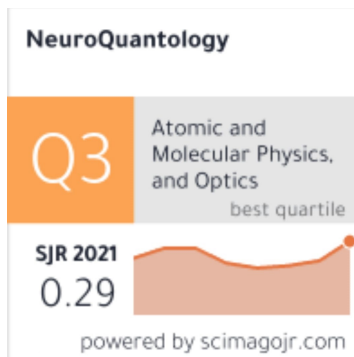 NeuroQuantology
Q3
Atomic and
Molecular Physics,
and Optics
best quartile
SJR 2021
0.29
powered by scimagojr.com